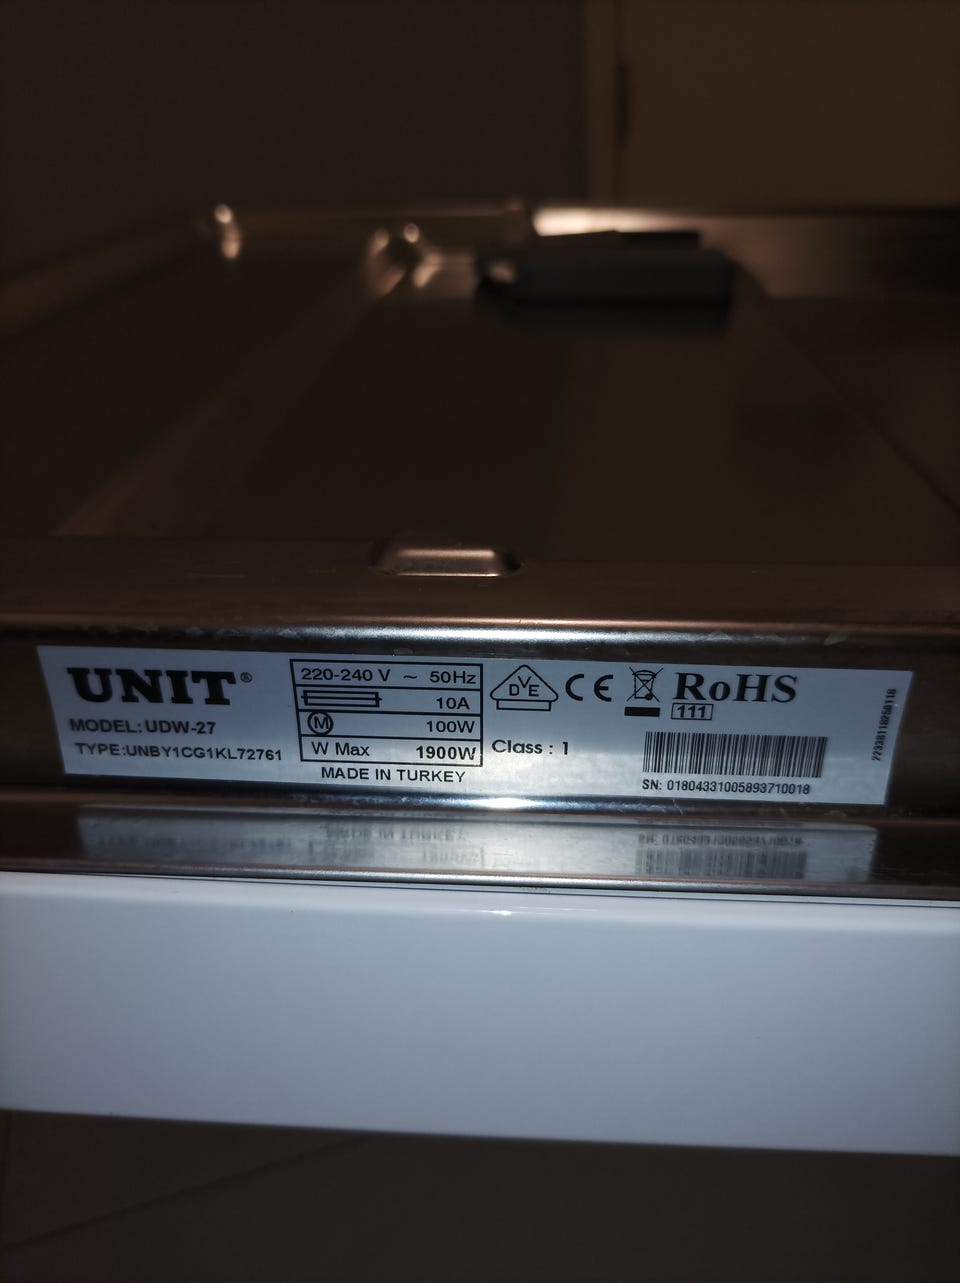 UNIT®
MODEL: UDW-27
TYPE:UNBY1CG1KL72761
220-240 V ~ 50Hz
10A
M 100W
W Max 1900W
MADE IN TURKEY
DVE CE RoHS
111
Class : 1
SN: 01804331005893710018